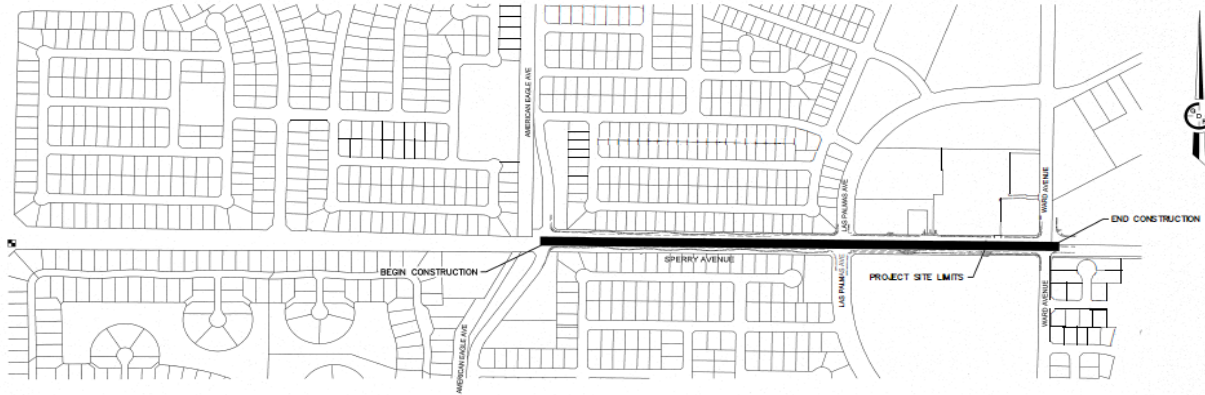 AMERICAN EAGLE AVE
LAS PALMAS AVE
WARD AVENUE
END CONSTRUCTION
SPERRY AVENUE
BEGIN CONSTRUCTION
PROJECT SITE LIMITS
LAS PALMAS AVE
WARD AVENUE
AMERICAN EAGLE AVE